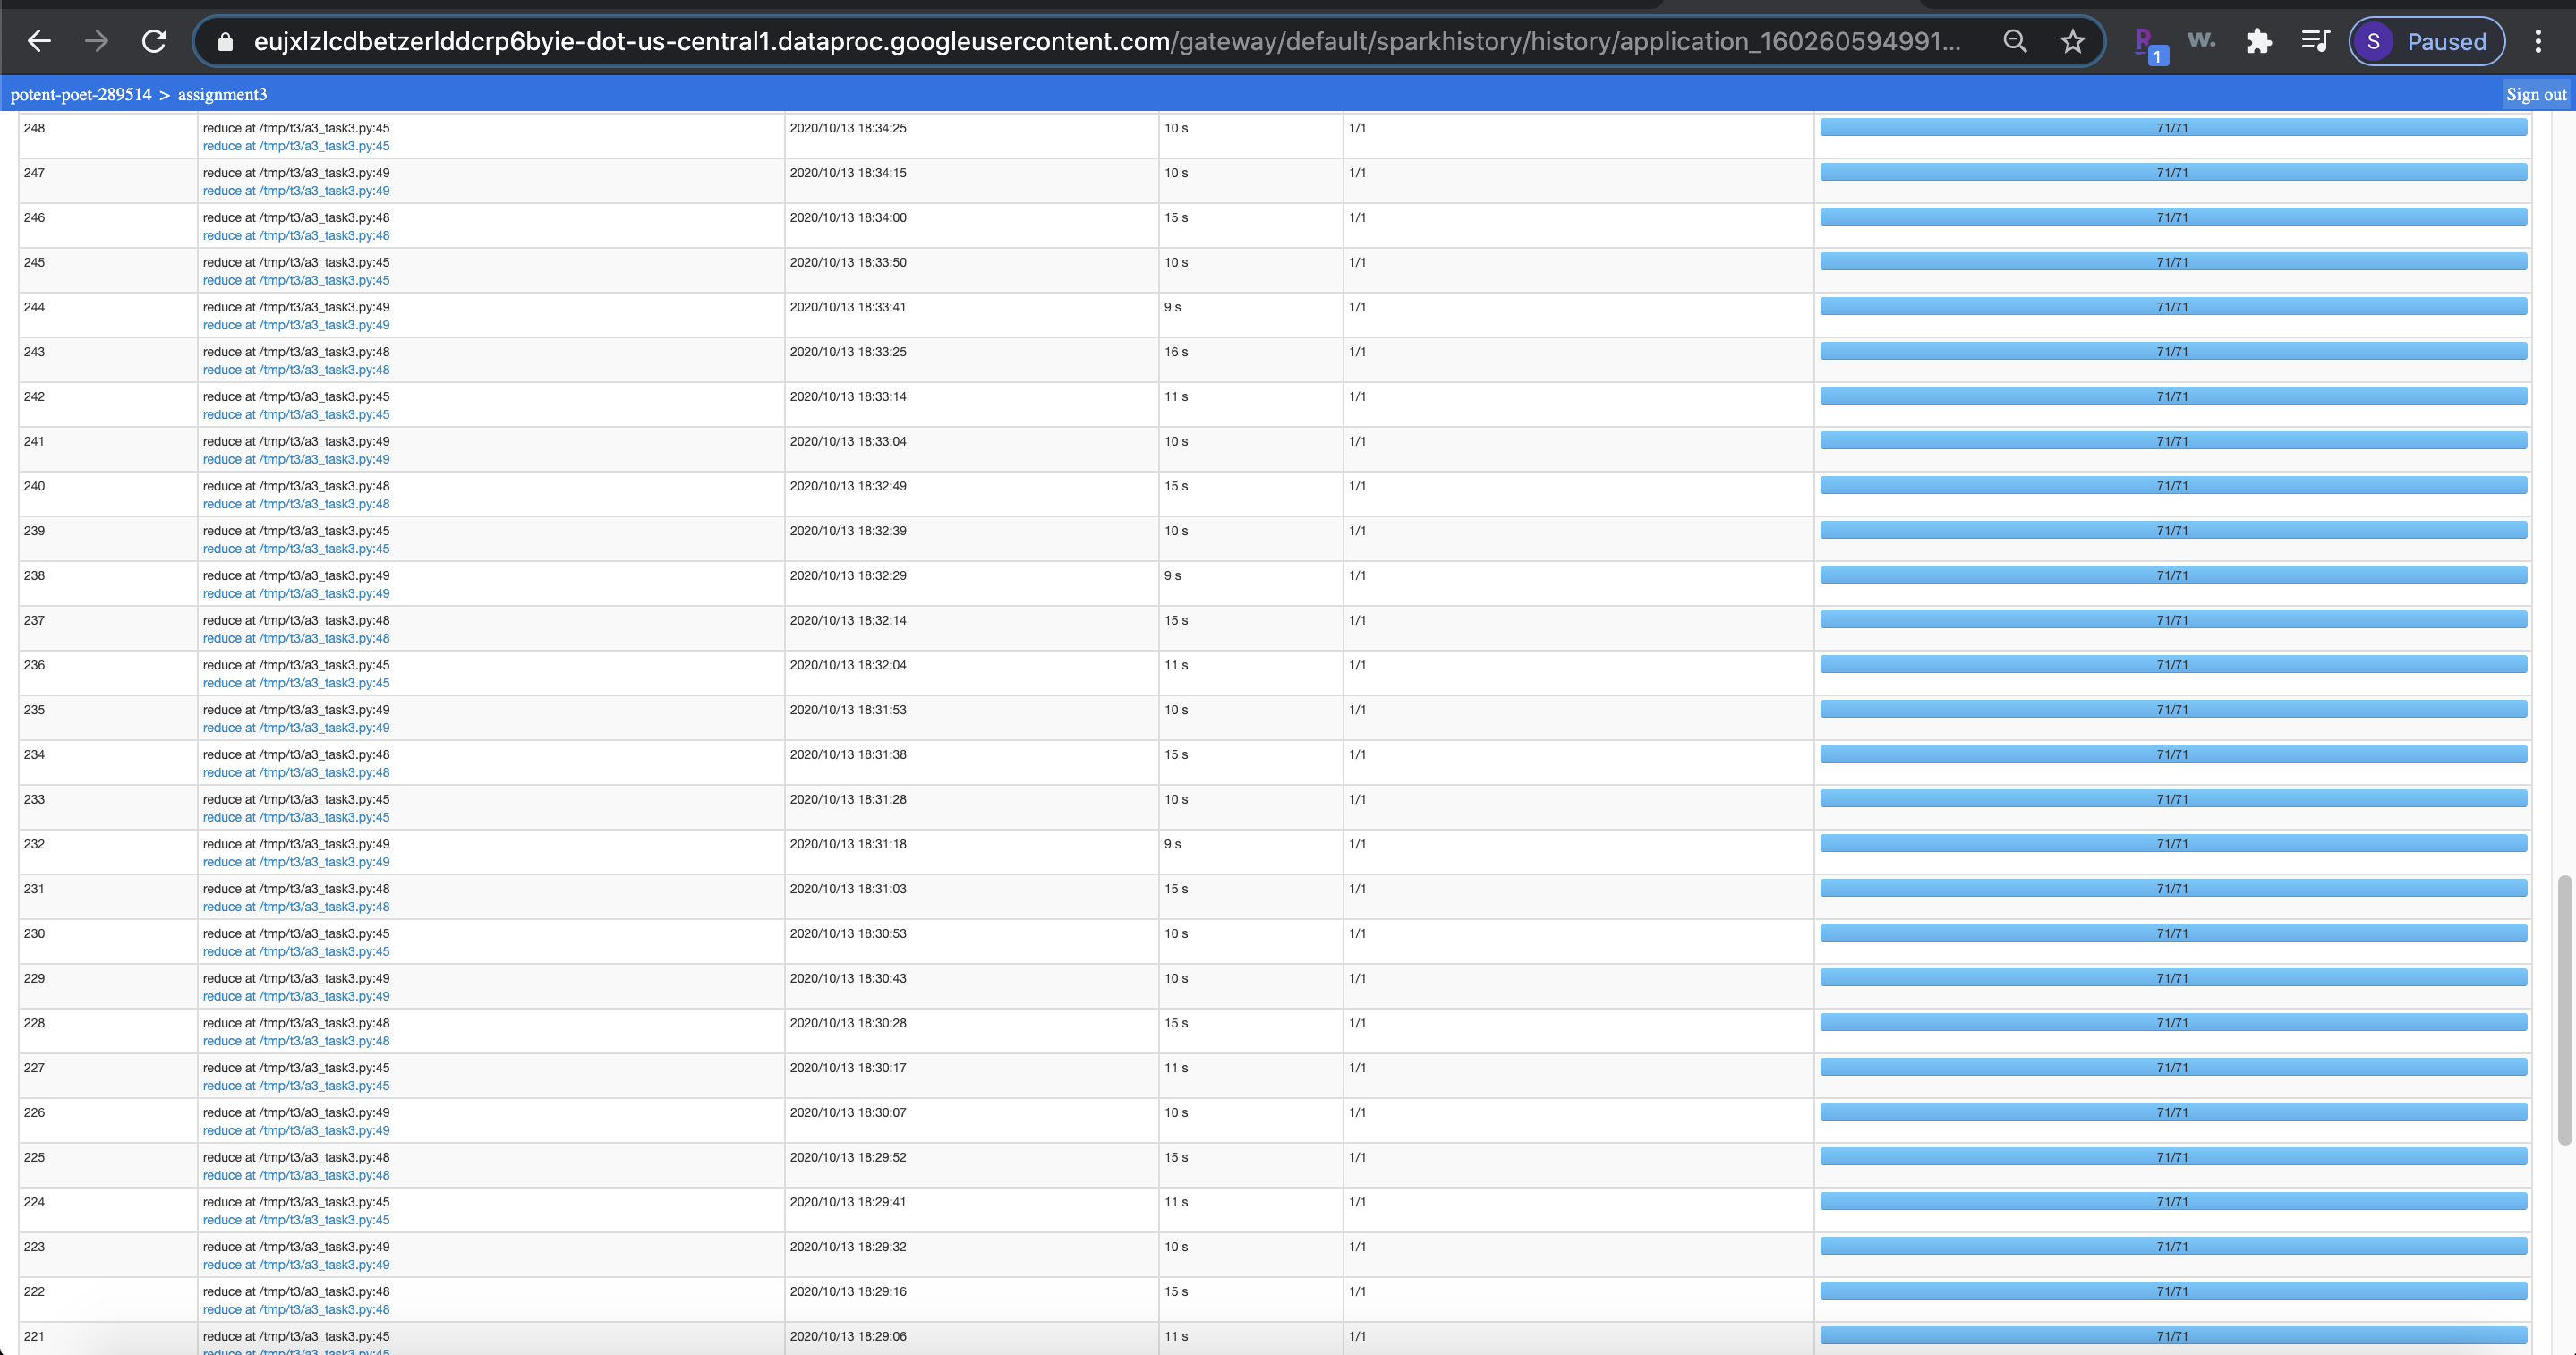 eujxlzlcdbetzerlddcrp6byie-dot-us-central1.dataproc.googleusercontent.com/gateway/default/sparkhistory/history/application_160260594991... 1 w. S Paused
potent-poet-289514 > assignment3 Sign out
248 reduce at /tmp/t3/a3_task3.py:45 2020/10/13 18:34:25 10 s 1/1 71/71
reduce at /tmp/t3/a3_task3.py:45
247 reduce at /tmp/t3/a3_task3.py:49 2020/10/13 18:34:15 10 s 1/1 71/71
reduce at /tmp/t3/a3_task3.py:49
246 reduce at /tmp/t3/a3_task3.py:48 2020/10/13 18:34:00 15 s 1/1 71/71
reduce at /tmp/t3/a3_task3.py:48
245 reduce at /tmp/t3/a3_task3.py:45 2020/10/13 18:33:50 10 s 1/1 71/71
reduce at /tmp/t3/a3_task3.py:45
244 reduce at /tmp/t3/a3_task3.py:49 2020/10/13 18:33:41 9 s 1/1 71/71
reduce at /tmp/t3/a3_task3.py:49
243 reduce at /tmp/t3/a3_task3.py:48 2020/10/13 18:33:25 16 s 1/1 71/71
reduce at /tmp/t3/a3_task3.py:48
242 reduce at /tmp/t3/a3_task3.py:45 2020/10/13 18:33:14 11 s 1/1 71/71
reduce at /tmp/t3/a3_task3.py:45
241 reduce at /tmp/t3/a3_task3.py:49 2020/10/13 18:33:04 10 s 1/1 71/71
reduce at /tmp/t3/a3_task3.py:49
240 reduce at /tmp/t3/a3_task3.py:48 2020/10/13 18:32:49 15 s 1/1 71/71
reduce at /tmp/t3/a3_task3.py:48
239 reduce at /tmp/t3/a3_task3.py:45 2020/10/13 18:32:39 10 s 1/1 71/71
reduce at /tmp/t3/a3_task3.py:45
238 reduce at /tmp/t3/a3_task3.py:49 2020/10/13 18:32:29 9 s 1/1 71/71
reduce at /tmp/t3/a3_task3.py:49
237 reduce at /tmp/t3/a3_task3.py:48 2020/10/13 18:32:14 15 s 1/1 71/71
reduce at /tmp/t3/a3_task3.py:48
236 reduce at /tmp/t3/a3_task3.py:45 2020/10/13 18:32:04 11 s 1/1 71/71
reduce at /tmp/t3/a3_task3.py:45
235 reduce at /tmp/t3/a3_task3.py:49 2020/10/13 18:31:53 10 s 1/1 71/71
reduce at /tmp/t3/a3_task3.py:49
234 reduce at /tmp/t3/a3_task3.py:48 2020/10/13 18:31:38 15 s 1/1 71/71
reduce at /tmp/t3/a3_task3.py:48
233 reduce at /tmp/t3/a3_task3.py:45 2020/10/13 18:31:28 10 s 1/1 71/71
reduce at /tmp/t3/a3_task3.py:45
232 reduce at /tmp/t3/a3_task3.py:49 2020/10/13 18:31:18 9 s 1/1 71/71
reduce at /tmp/t3/a3_task3.py:49
231 reduce at /tmp/t3/a3_task3.py:48 2020/10/13 18:31:03 15 s 1/1 71/71
reduce at /tmp/t3/a3_task3.py:48
230 reduce at /tmp/t3/a3_task3.py:45 2020/10/13 18:30:53 10 s 1/1 71/71
reduce at /tmp/t3/a3_task3.py:45
229 reduce at /tmp/t3/a3_task3.py:49 2020/10/13 18:30:43 10 s 1/1 71/71
reduce at /tmp/t3/a3_task3.py:49
228 reduce at /tmp/t3/a3_task3.py:48 2020/10/13 18:30:28 15 s 1/1 71/71
reduce at /tmp/t3/a3_task3.py:48
227 reduce at /tmp/t3/a3_task3.py:45 2020/10/13 18:30:17 11 s 1/1 71/71
reduce at /tmp/t3/a3_task3.py:45
226 reduce at /tmp/t3/a3_task3.py:49 2020/10/13 18:30:07 10 s 1/1 71/71
reduce at /tmp/t3/a3_task3.py:49
225 reduce at /tmp/t3/a3_task3.py:48 2020/10/13 18:29:52 15 s 1/1 71/71
reduce at /tmp/t3/a3_task3.py:48
224 reduce at /tmp/t3/a3_task3.py:45 2020/10/13 18:29:41 11 s 1/1 71/71
reduce at /tmp/t3/a3_task3.py:45
223 reduce at /tmp/t3/a3_task3.py:49 2020/10/13 18:29:32 10 s 1/1 71/71
reduce at /tmp/t3/a3_task3.py:49
222 reduce at /tmp/t3/a3_task3.py:48 2020/10/13 18:29:16 15 s 1/1 71/71
reduce at /tmp/t3/a3_task3.py:48
221 reduce at /tmp/t3/a3_task3.py:45 2020/10/13 18:29:06 11 s 1/1 71/71
reduce at /tmp/t3/a3_task3.py:45